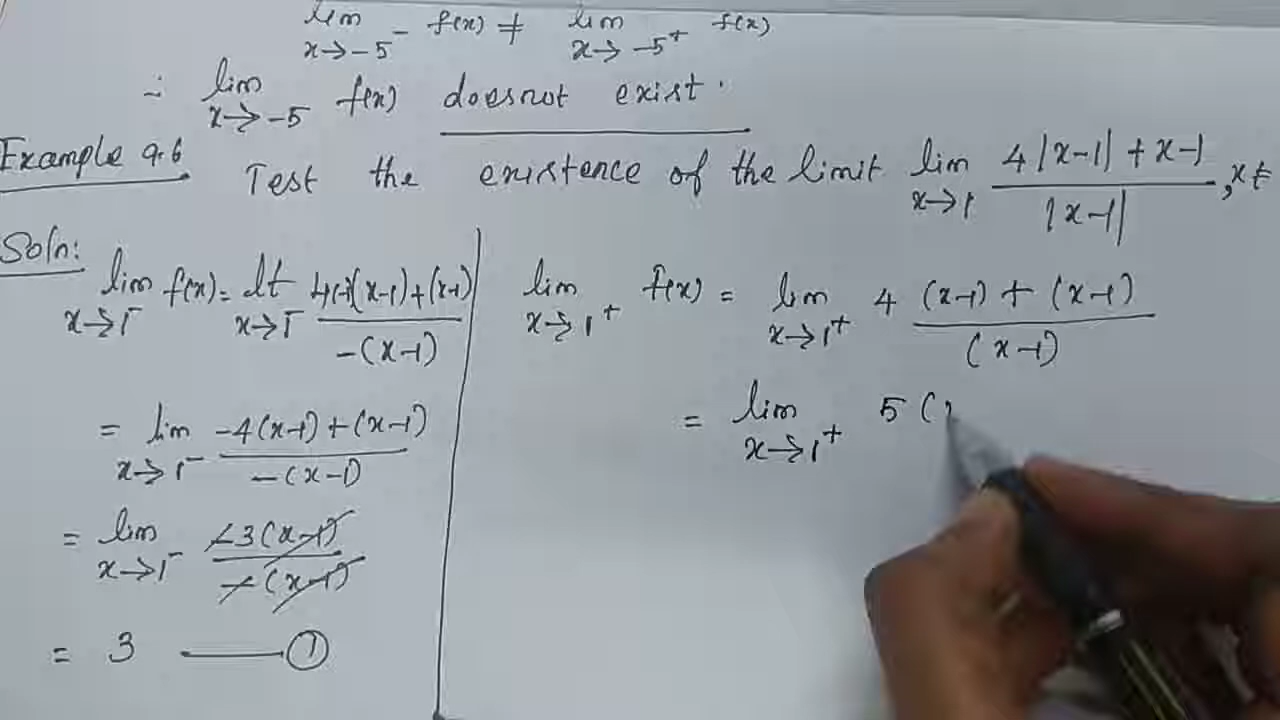 lim x→-5⁻ f(x) ≠ lim x→-5⁺ f(x)
∴ lim x→-5 f(x) doesnot exist.
Example 9.6 Test the existence of the limit lim x→1 (4|x-1| + x-1)/|x-1| , x≠
Soln:
lim x→1⁻ f(x) = lt x→1⁻ (4(-)(x-1)+(x-1))/(-(x-1))
= lim x→1⁻ (-4(x-1)+(x-1))/(-(x-1))
= lim x→1⁻ (-3(x-1))/(-(x-1))
= 3 —— ①
lim x→1⁺ f(x) = lim x→1⁺ (4 (x-1) + (x-1))/(x-1)
= lim x→1⁺ 5 (